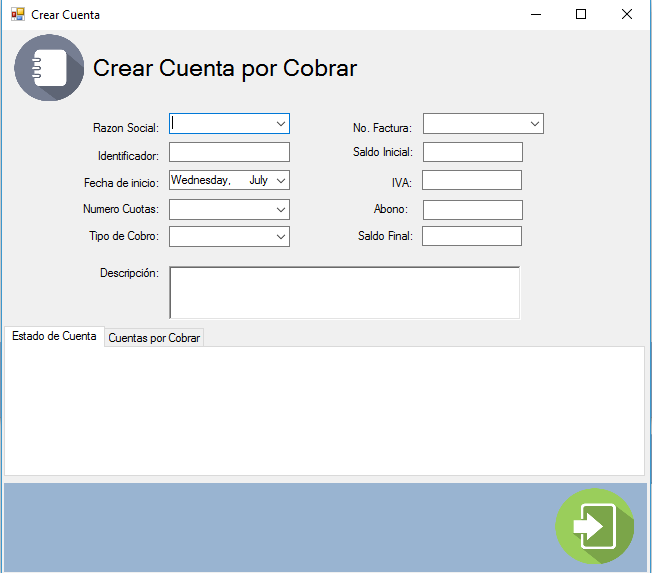 Crear Cuenta
Crear Cuenta por Cobrar
Razon Social:
No. Factura:
Identificador:
Saldo Inicial:
Fecha de inicio:
Wednesday, July
IVA:
Numero Cuotas:
Abono:
Tipo de Cobro:
Saldo Final:
Descripción:
Estado de Cuenta
Cuentas por Cobrar